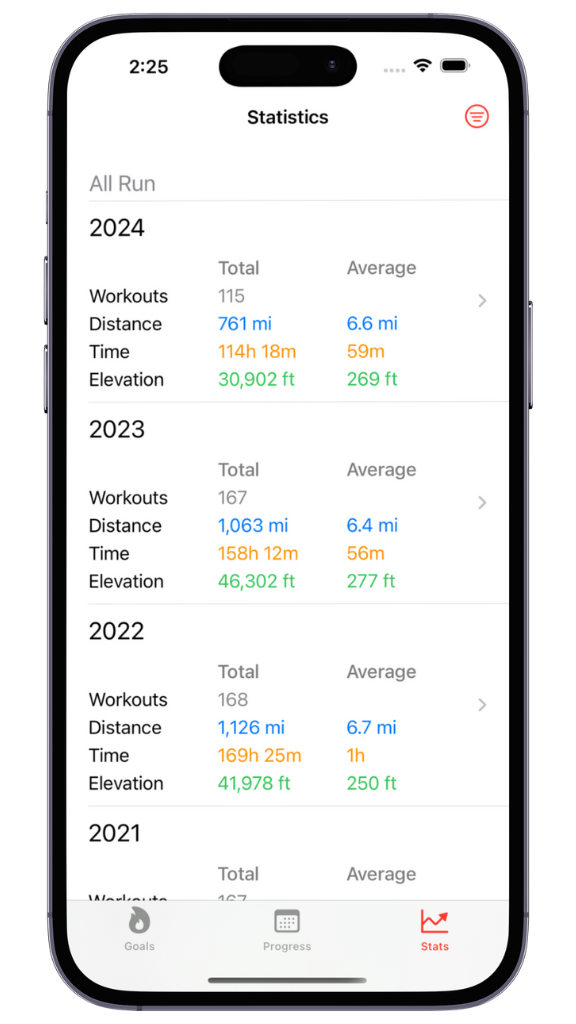 2:25
Statistics
All Run
2024
Total Average
Workouts 115
Distance 761 mi 6.6 mi
Time 114h 18m 59m
Elevation 30,902 ft 269 ft
2023
Total Average
Workouts 167
Distance 1,063 mi 6.4 mi
Time 158h 12m 56m
Elevation 46,302 ft 277 ft
2022
Total Average
Workouts 168
Distance 1,126 mi 6.7 mi
Time 169h 25m 1h
Elevation 41,978 ft 250 ft
2021
Total Average
Workouts 167
Goals Progress Stats